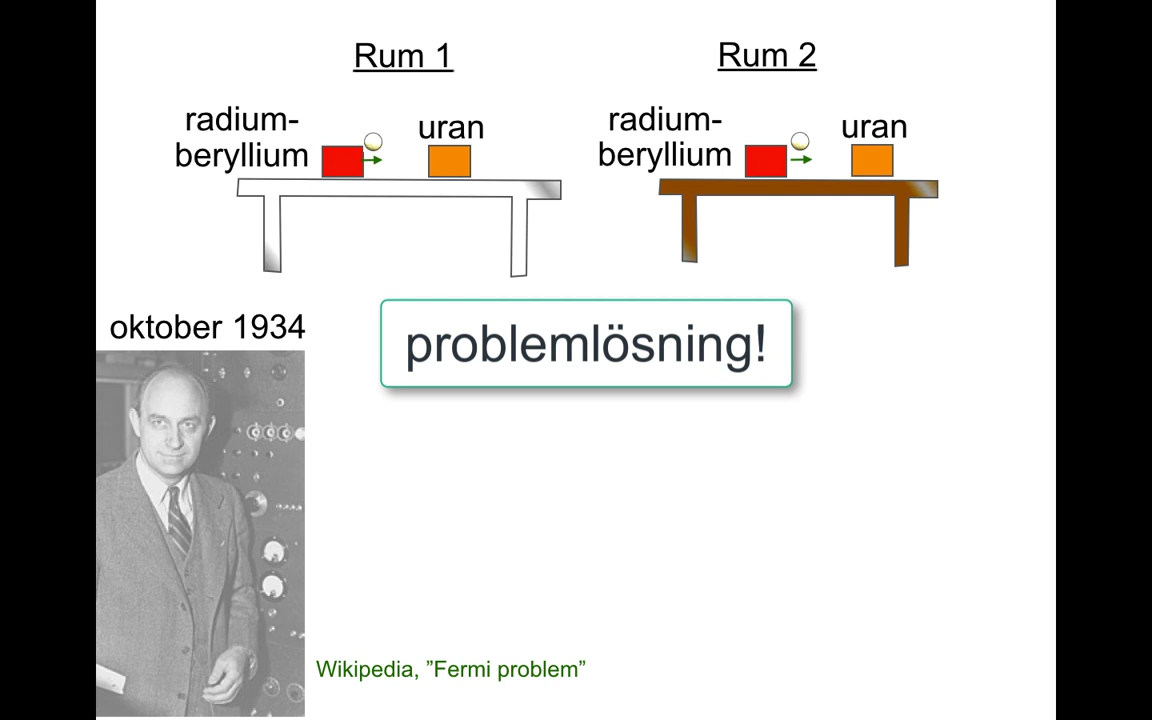 Rum 1
radium-
beryllium
uran
Rum 2
radium-
beryllium
uran
oktober 1934
problemlösning!
Wikipedia, ”Fermi problem”